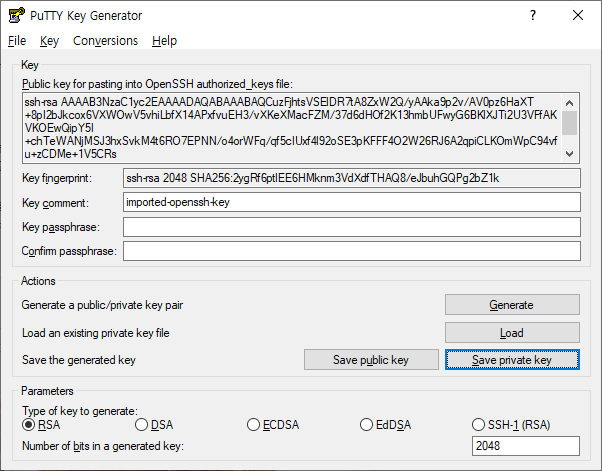 PuTTY Key Generator
File Key Conversions Help
Key
Public key for pasting into OpenSSH authorized_keys file:
ssh-rsa AAAAB3NzaC1yc2EAAAADAQABAAABAQCuzFjhtsVSEIDR7tA8ZxW2Q/yAAka9p2v/AV0pz6HaXT
+8pI2bJkcox6VXWOwV5vhiLbfX14APxfvuEH3/vXKeXMacFZM/37d6dHOf2K13hmbUFwyG6BKIXJTi2U3VFfAK
VKOEwQipY5I
+chTeWANjMSJ3hxSvkM4t6RO7EPNN/o4orWFq/qf5cIUxf4I92oSE3pKFFF4O2W26RJ6A2qpiCLKOmWpC94vf
u+zCDMe+1V5CRs
Key fingerprint: ssh-rsa 2048 SHA256:2ygRf6ptIEE6HMknm3VdXdfTHAQ8/eJbuhGQPg2bZ1k
Key comment: imported-openssh-key
Key passphrase:
Confirm passphrase:
Actions
Generate a public/private key pair Generate
Load an existing private key file Load
Save the generated key Save public key Save private key
Parameters
Type of key to generate:
RSA DSA ECDSA EdDSA SSH-1 (RSA)
Number of bits in a generated key: 2048